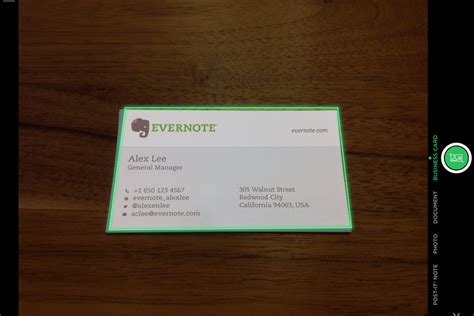 EVERNOTE
evernote.com
Alex Lee
General Manager
+1 650 123 4567
evernote_alexlee
@alexenlee
aclee@evernote.com
305 Walnut Street
Redwood City
California 94063, USA
BUSINESS CARD
DOCUMENT
PHOTO
POST-IT® NOTE